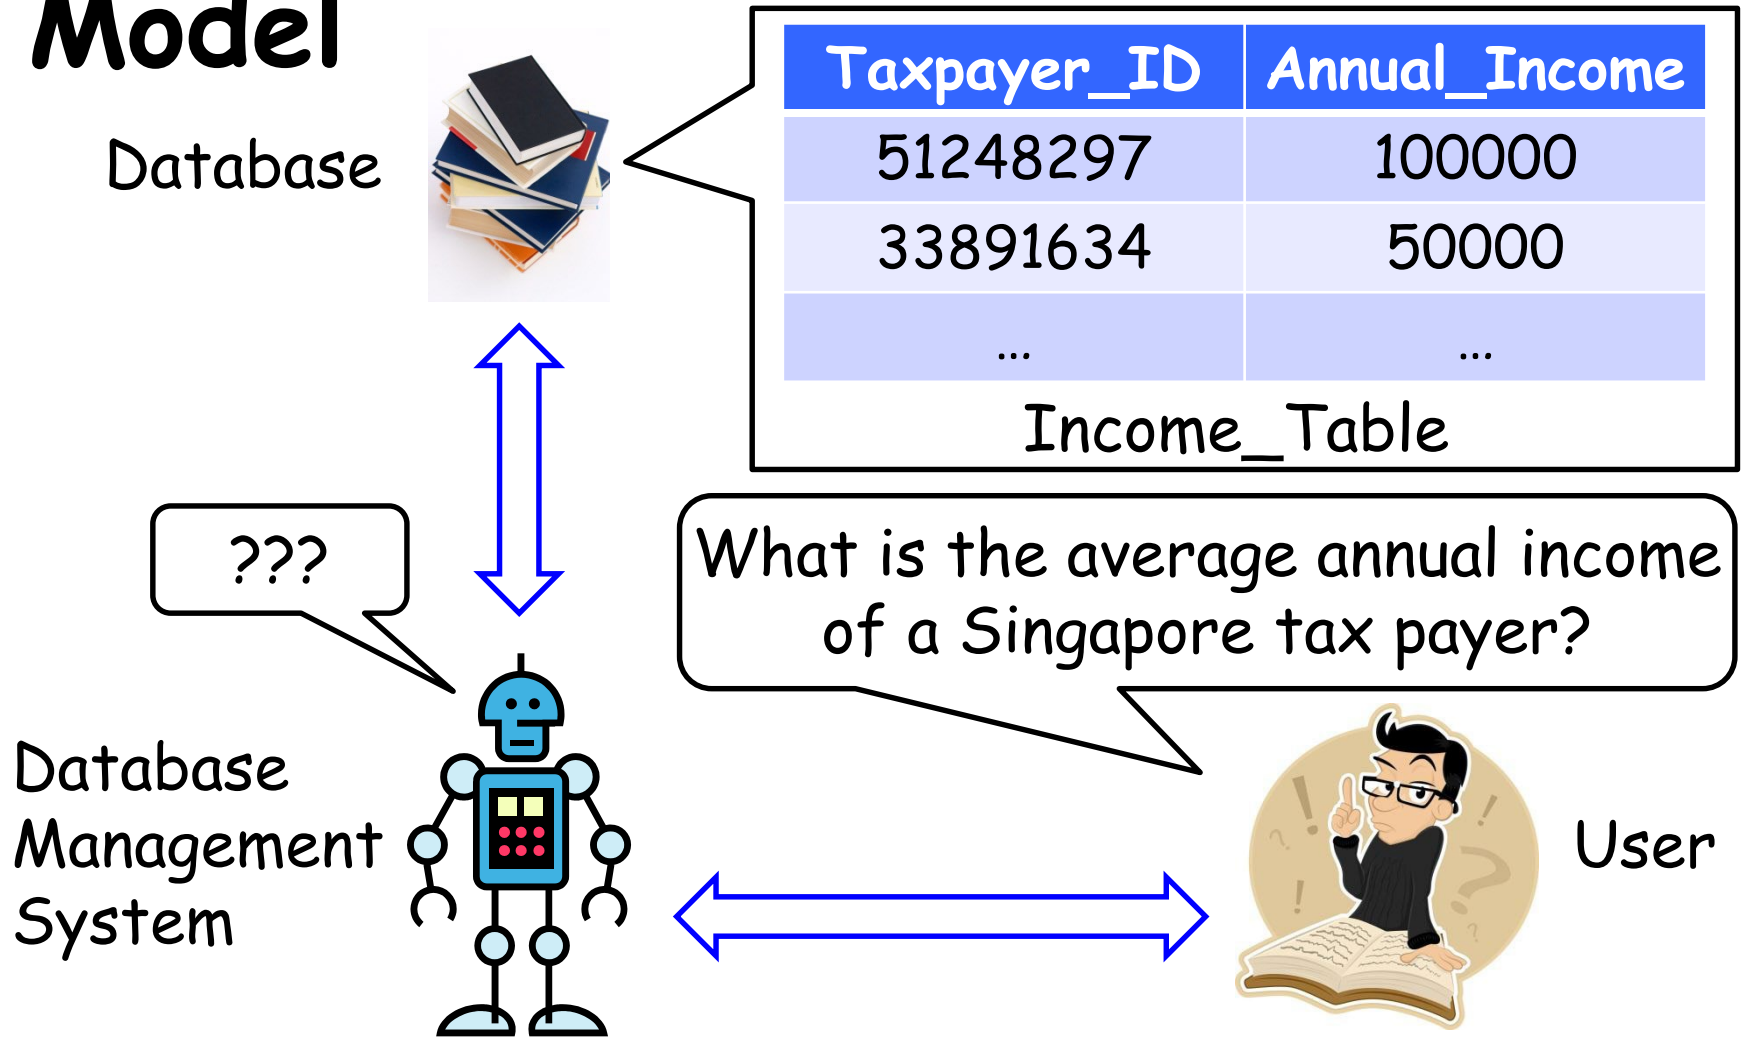 Model
Database
Taxpayer_ID Annual_Income
51248297 100000
33891634 50000
... ...
Income_Table
???
What is the average annual income
of a Singapore tax payer?
Database
Management
System
User